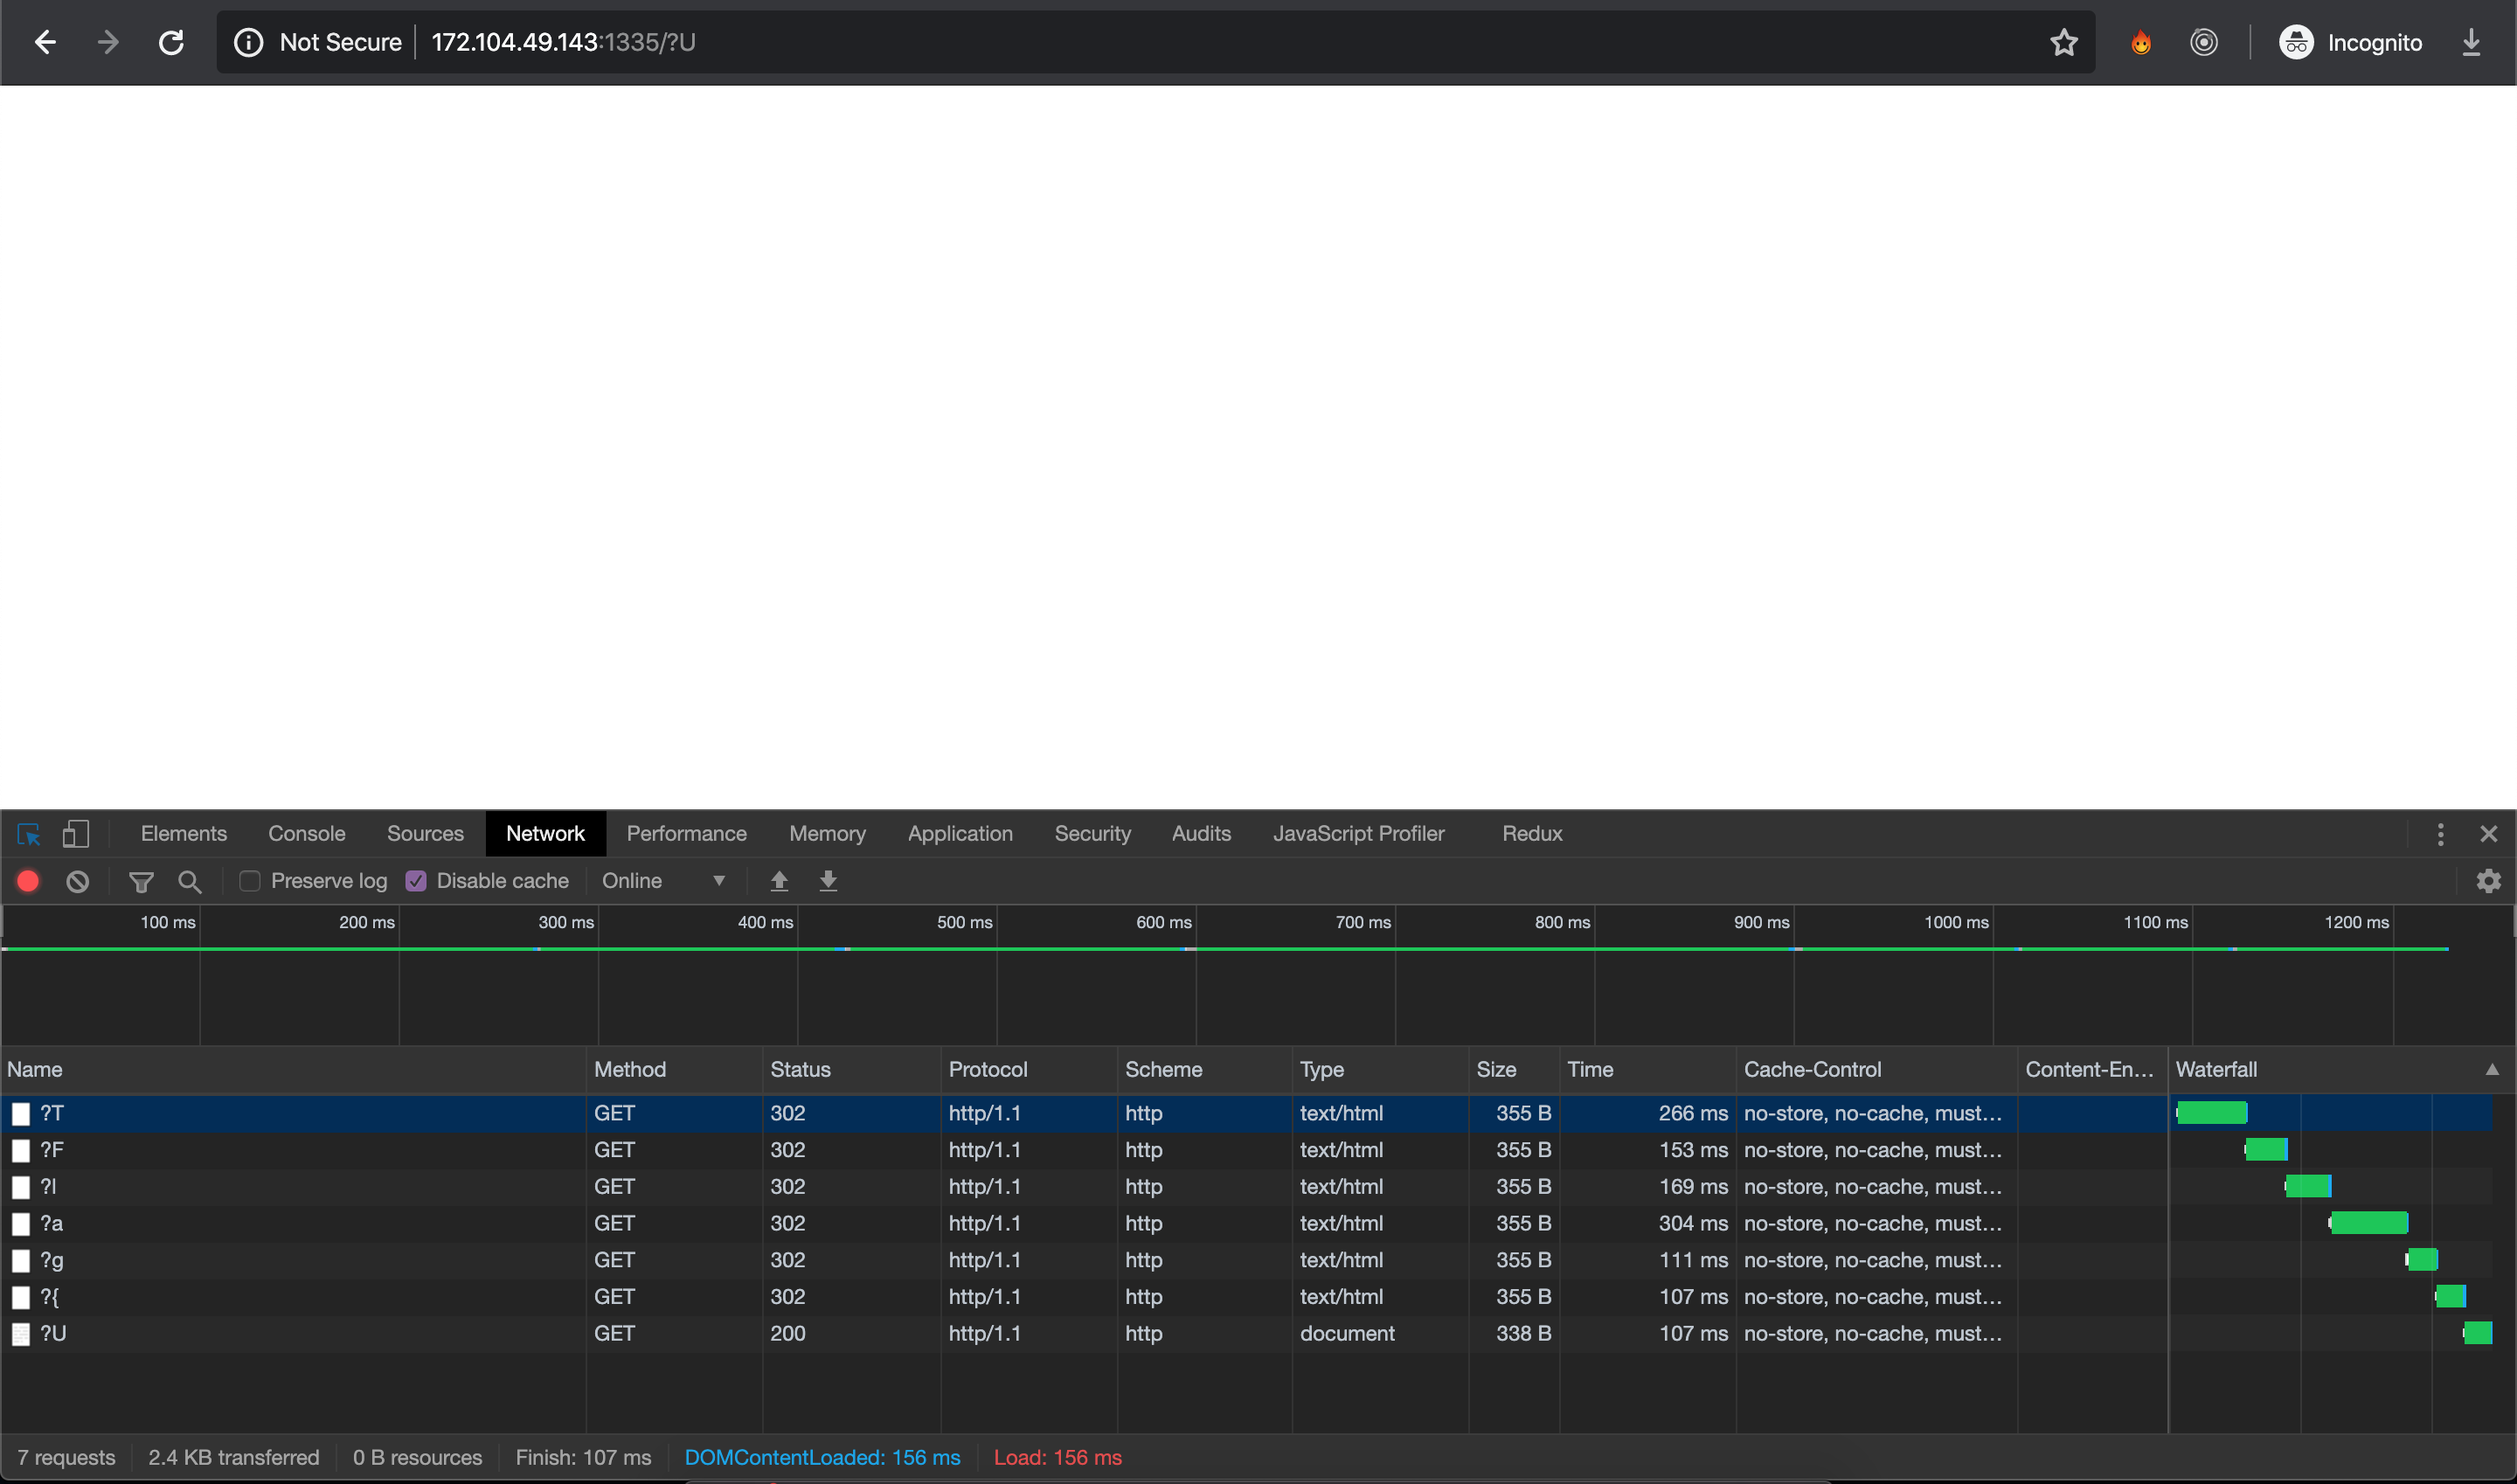 Not Secure 172.104.49.143:1335/?U Incognito
Elements Console Sources Network Performance Memory Application Security Audits JavaScript Profiler Redux
Preserve log Disable cache Online
100 ms 200 ms 300 ms 400 ms 500 ms 600 ms 700 ms 800 ms 900 ms 1000 ms 1100 ms 1200 ms
Name Method Status Protocol Scheme Type Size Time Cache-Control Content-En... Waterfall
?T GET 302 http/1.1 http text/html 355 B 266 ms no-store, no-cache, must...
?F GET 302 http/1.1 http text/html 355 B 153 ms no-store, no-cache, must...
?l GET 302 http/1.1 http text/html 355 B 169 ms no-store, no-cache, must...
?a GET 302 http/1.1 http text/html 355 B 304 ms no-store, no-cache, must...
?g GET 302 http/1.1 http text/html 355 B 111 ms no-store, no-cache, must...
?{ GET 302 http/1.1 http text/html 355 B 107 ms no-store, no-cache, must...
?U GET 200 http/1.1 http document 338 B 107 ms no-store, no-cache, must...
7 requests 2.4 KB transferred 0 B resources Finish: 107 ms DOMContentLoaded: 156 ms Load: 156 ms